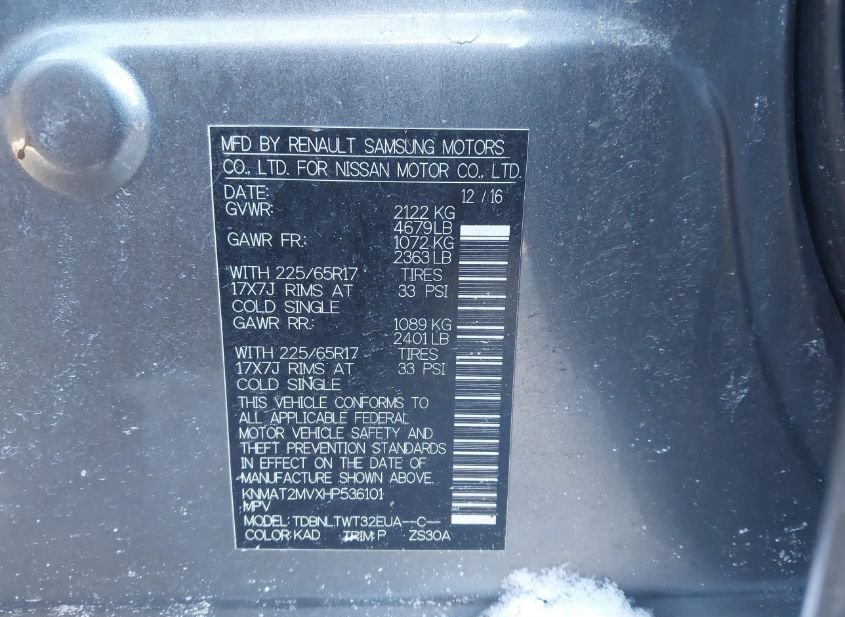 MFD BY RENAULT SAMSUNG MOTORS
CO., LTD. FOR NISSAN MOTOR CO., LTD.
DATE: 12 / 16
GVWR: 2122 KG
4679 LB
GAWR FR: 1072 KG
2363 LB
WITH 225/65R17 TIRES
17X7J RIMS AT 33 PSI
COLD SINGLE
GAWR RR: 1089 KG
2401 LB
WITH 225/65R17 TIRES
17X7J RIMS AT 33 PSI
COLD SINGLE
THIS VEHICLE CONFORMS TO
ALL APPLICABLE FEDERAL
MOTOR VEHICLE SAFETY AND
THEFT PREVENTION STANDARDS
IN EFFECT ON THE DATE OF
MANUFACTURE SHOWN ABOVE.
KNMAT2MVXHP536101
MPV
MODEL: TDBNLTWT32EUA--C--
COLOR: KAD TRIM: P ZS30A